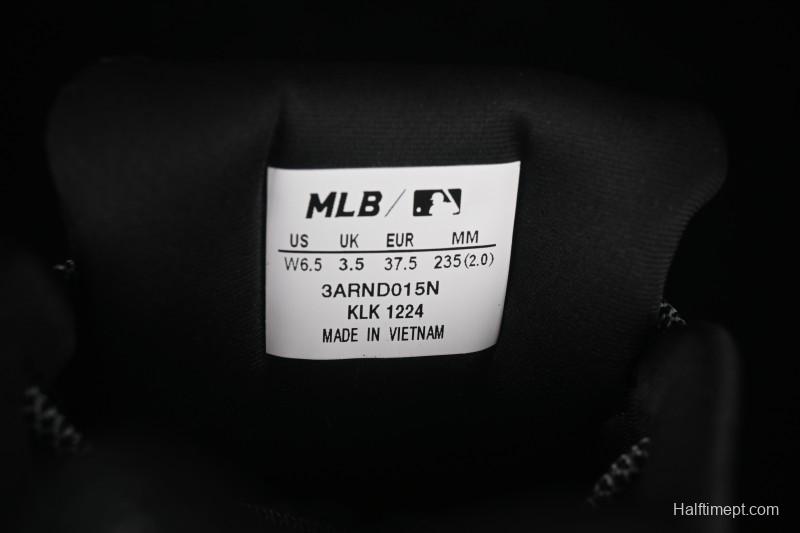 MLB /
US UK EUR MM
W6.5 3.5 37.5 235(2.0)
3ARND015N
KLK 1224
MADE IN VIETNAM
Halftimept.com